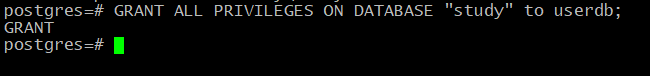 postgres=# GRANT ALL PRIVILEGES ON DATABASE "study" to userdb;
GRANT
postgres=#